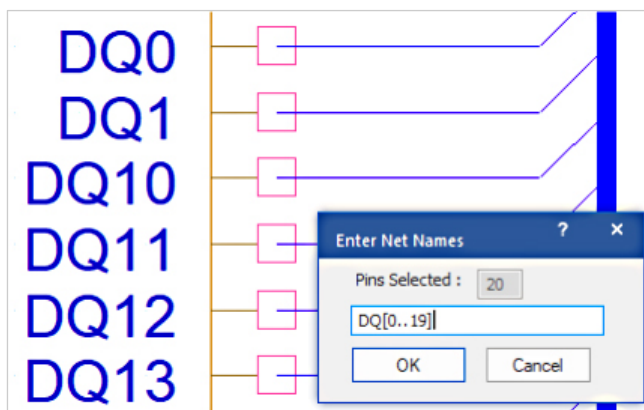 DQ0
DQ1
DQ10
DQ11
DQ12
DQ13
Enter Net Names ? ×
Pins Selected : 20
DQ[0..19]
OK Cancel